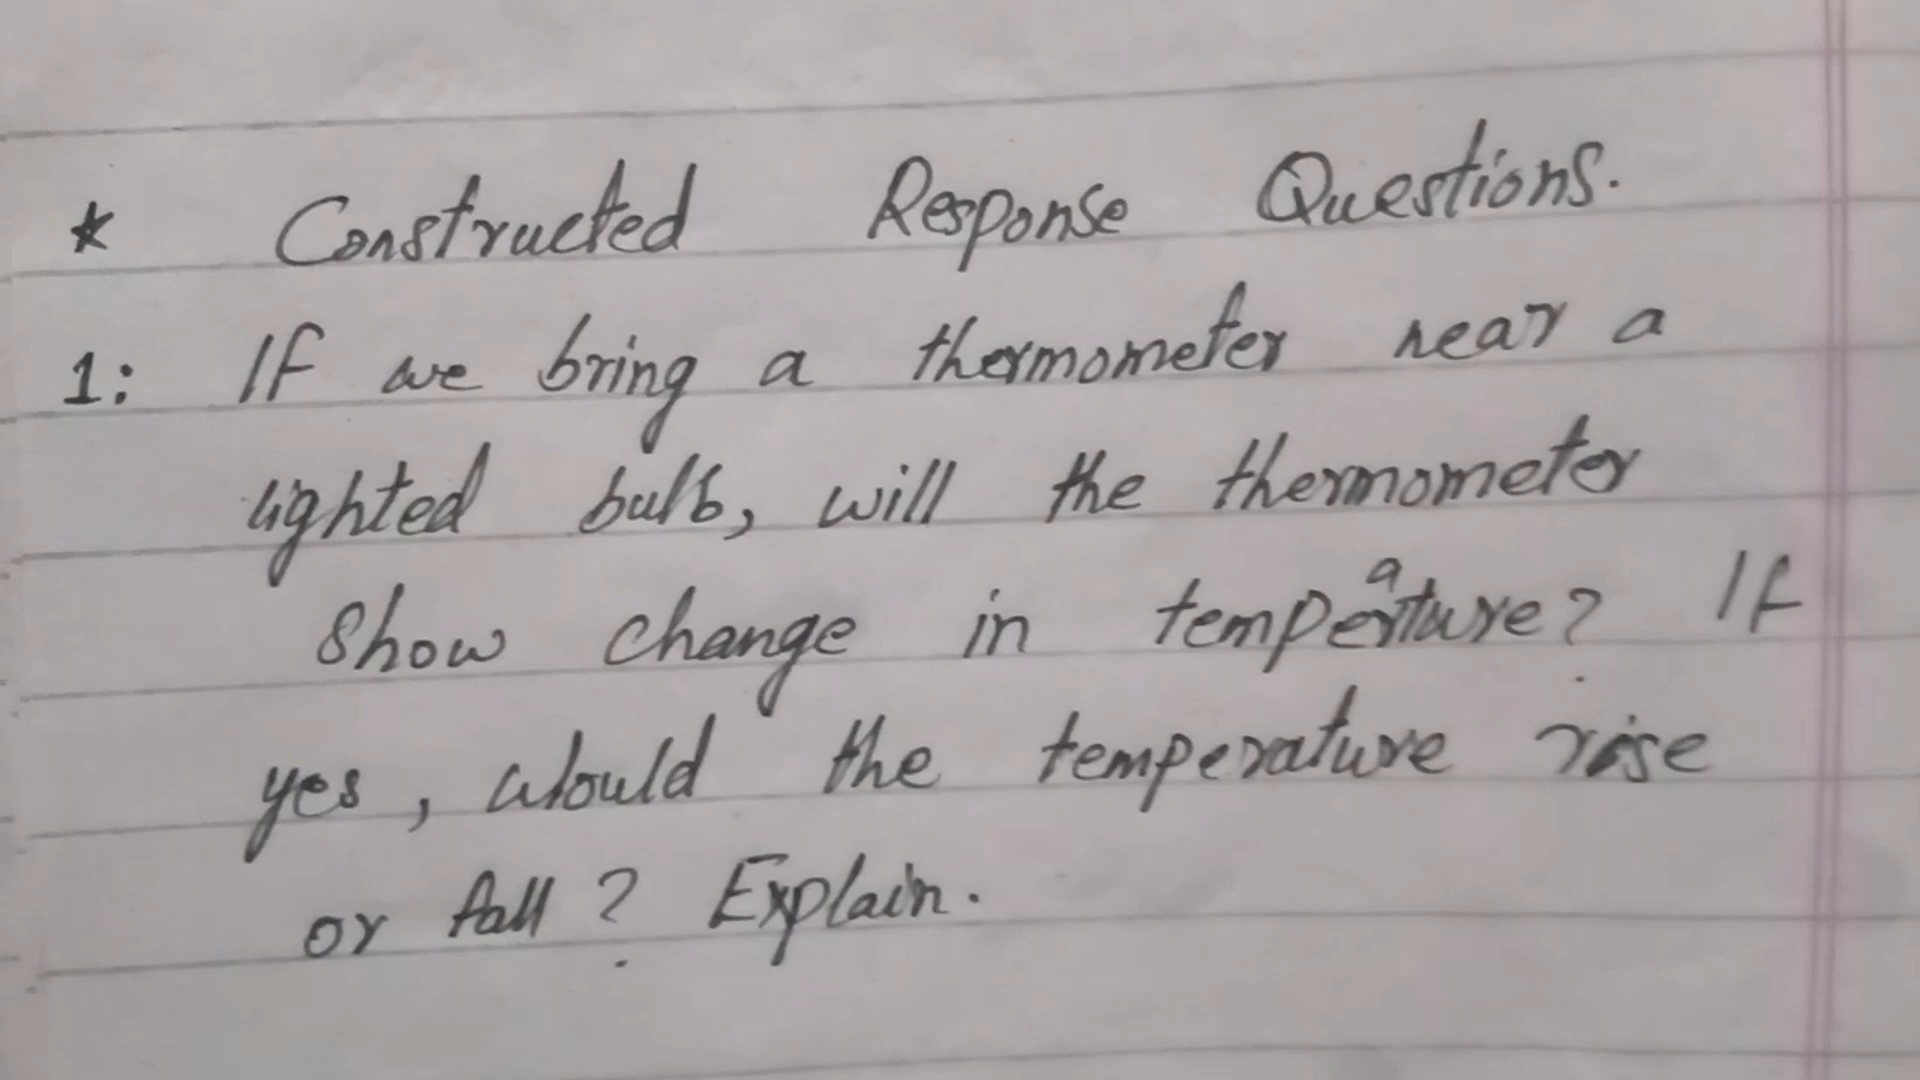 * Constructed Response Questions.
1: If we bring a thermometer near a
lighted bulb, will the thermometer
show change in temperature? If
yes, would the temperature rise
or fall? Explain.